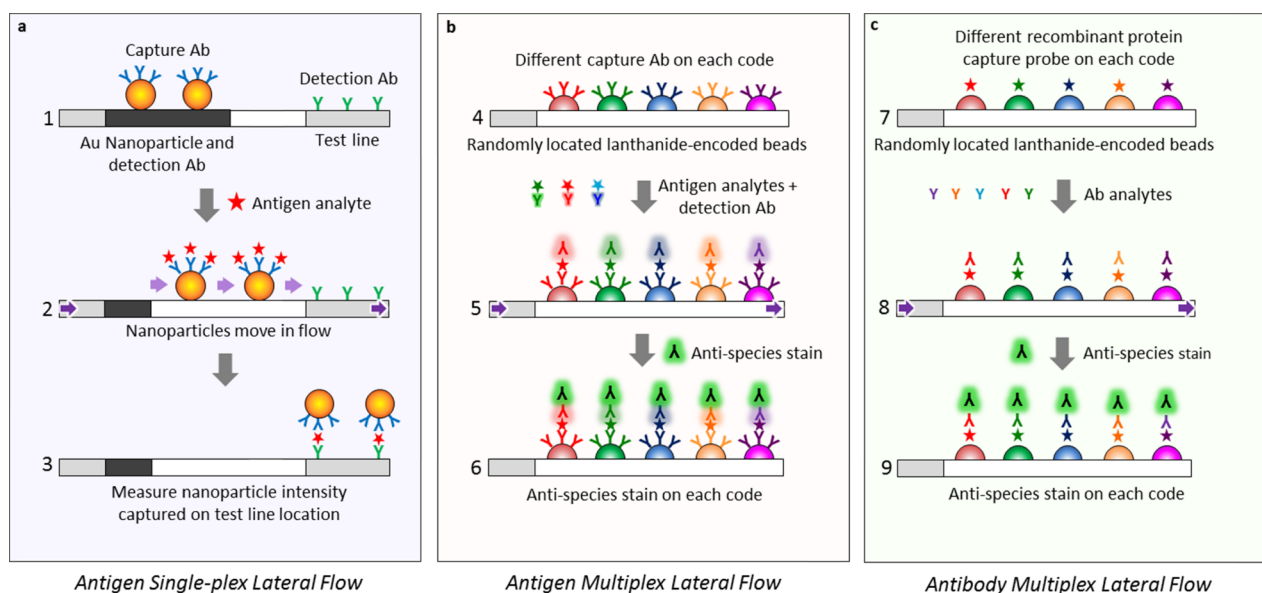 a
Capture Ab
Detection Ab
1
Au Nanoparticle and
detection Ab
Test line
Antigen analyte
2
Nanoparticles move in flow
3
Measure nanoparticle intensity
captured on test line location
Antigen Single-plex Lateral Flow
b
Different capture Ab on each code
4
Randomly located lanthanide-encoded beads
Antigen analytes +
detection Ab
5
Anti-species stain
6
Anti-species stain on each code
Antigen Multiplex Lateral Flow
c
Different recombinant protein
capture probe on each code
7
Randomly located lanthanide-encoded beads
Ab analytes
8
Anti-species stain
9
Anti-species stain on each code
Antibody Multiplex Lateral Flow